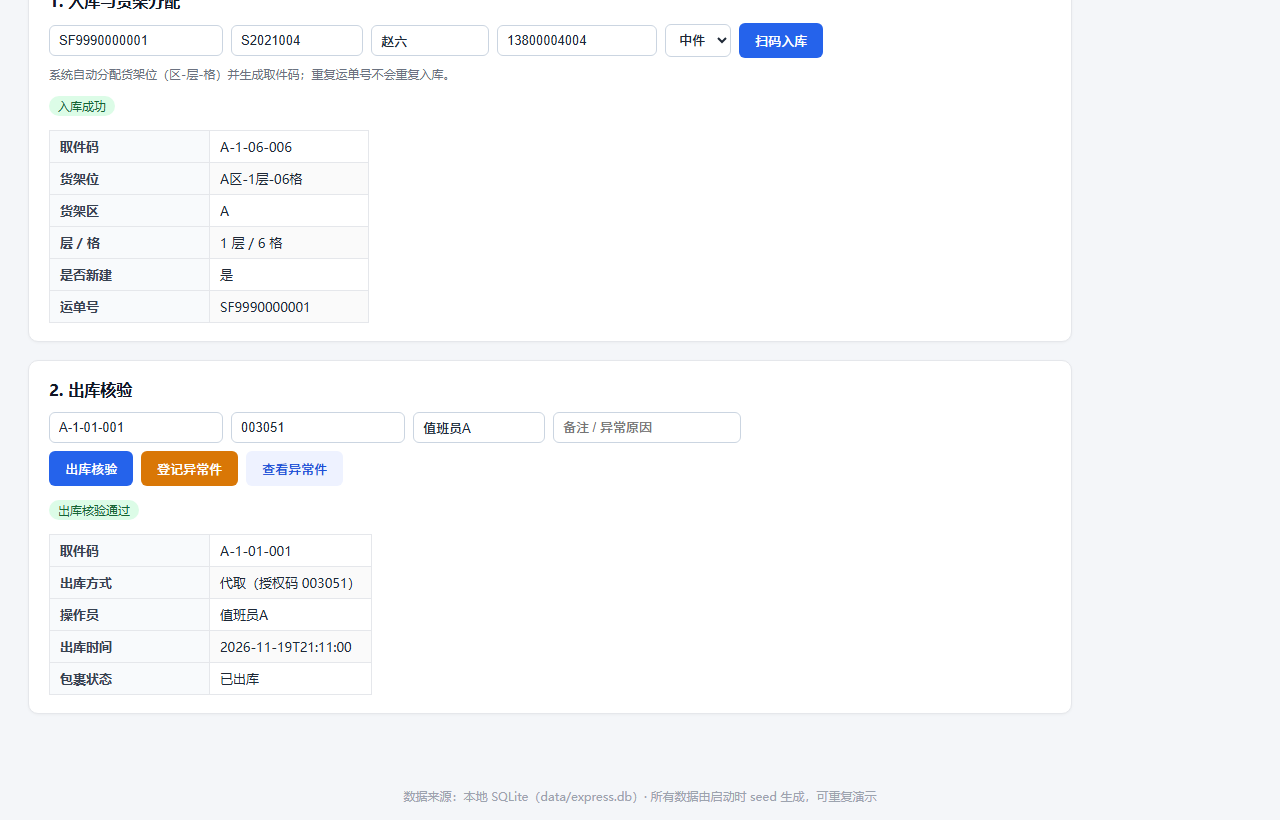 1. 入库与货架分配
SF9990000001 S2021004 赵六 13800004004 中件 扫码入库
系统自动分配货架位（区-层-格）并生成取件码；重复运单号不会重复入库。
入库成功
取件码 A-1-06-006
货架位 A区-1层-06格
货架区 A
层 / 格 1 层 / 6 格
是否新建 是
运单号 SF9990000001
2. 出库核验
A-1-01-001 003051 值班员A 备注 / 异常原因
出库核验 登记异常件 查看异常件
出库核验通过
取件码 A-1-01-001
出库方式 代取（授权码 003051）
操作员 值班员A
出库时间 2026-11-19T21:11:00
包裹状态 已出库
数据来源：本地 SQLite（data/express.db）· 所有数据由启动时 seed 生成，可重复演示